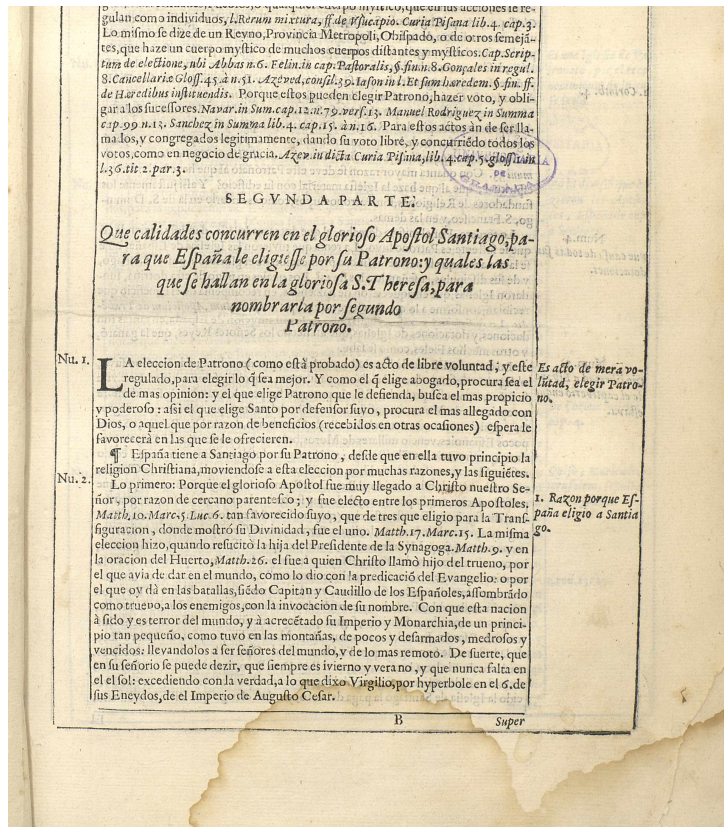 gulan como individuos, l.Rerum mixtura, ff de Vsucapio. Curia Pisana lib.4. cap.3.
Lo mismo se dize de un Reyno, Provincia Metropoli, Obispado, o de otros semejã-
tes, que haze un cuerpo mystico de muchos cuerpos distantes y mysticos. Cap. Scrip-
tum de electione, ubi Abbas n.6. Felin.in cap. Pastoralis, §.fin.n.8. Gonçales in regul.
8. Cancellariæ Gloss.45. à n.51. Azeved, consil.39. Iason in l. Et sum hæredem. §. fin. ff.
de Hæredibus instituendis. Porque estos pueden elegir Patrono, hazer voto, y obli-
gar a los sucessores. Navar. in Sum.cap.12.n.79.vers.13. Manuel Rodriguez in Summa
cap.99 n.13. Sanchez in Summa lib.4. cap.15. à n.16. Para estos actos àn de ser lla-
mados, y congregados legitimamente, dando su voto libre, y concurriẽdo todos los
votos, como en negocio de gracia. Azev.in dicta Curia Pisana, lib.4. cap.5. gloss. in
l.36.tit 2.par.3.
SEGVNDA PARTE.
Que calidades concurren en el glorioso Apostol Santiago, pa-
ra que España le eligiesse por su Patrono: y quales las
que se hallan en la gloriosa S. Theresa, para
nombrarla por segundo
Patrono.
Nu. 1.
LA eleccion de Patrono (como està probado) es acto de libre voluntad; y este
regulado, para elegir lo q̃ sea mejor. Y como el q̃ elige abogado, procura sea el
de mas opinion: y el que elige Patrono que le defienda, busca el mas propicio
y poderoso: assi el que elige Santo por defensor suyo, procura el mas allegado con
Dios, o aquel que por razon de beneficios (recebidos en otras ocasiones) espera le
favorecerà en las que se le ofrecieren.
Es acto de mera vo-
lũtad, elegir Patro-
no.
¶ España tiene a Santiago por su Patrono, desde que en ella tuvo principio la
religion Christiana, moviendose a esta eleccion por muchas razones, y las siguiẽtes.
Nu. 2.
Lo primero: Porque el glorioso Apostol fue muy llegado a Christo nuestro Se-
ñor, por razon de cercano parentesco; y fue electo entre los primeros Apostoles.
Matth.10. Marc.5. Luc.6. tan favorecido suyo, que de tres que eligio para la Trans-
figuracion, donde mostrò su Divinidad, fue el uno. Matth.17. Marc.15. La misma
eleccion hizo, quando resucitò la hija del Presidente de la Synagoga. Matth.9. y en
la oracion del Huerto, Matth.26. el fue a quien Christo llamò hijo del trueno, por
el que avia de dar en el mundo, como lo dio con la predicaciõ del Evangelio: o por
el que oy dà en las batallas, siẽdo Capitan y Caudillo de los Españoles, assombrãdo
como trueno, a los enemigos, con la invocacion de su nombre. Con que esta nacion
à sido y es terror del mundo, y à acrecẽtado su Imperio y Monarchia, de un princi-
pio tan pequeño, como tuvo en las montañas, de pocos y desarmados, medrosos y
vencidos: llevandolos a ser señores del mundo, y de lo mas remoto. De suerte, que
en su señorio se puede dezir, que siempre es ivierno y verano, y que nunca falta en
el el sol: excediendo con la verdad, a lo que dixo Virgilio, por hyperbole en el 6. de
sus Eneydos, de el Imperio de Augusto Cesar.
1. Razon porque Es-
paña eligio a Santia
go.
B
Super